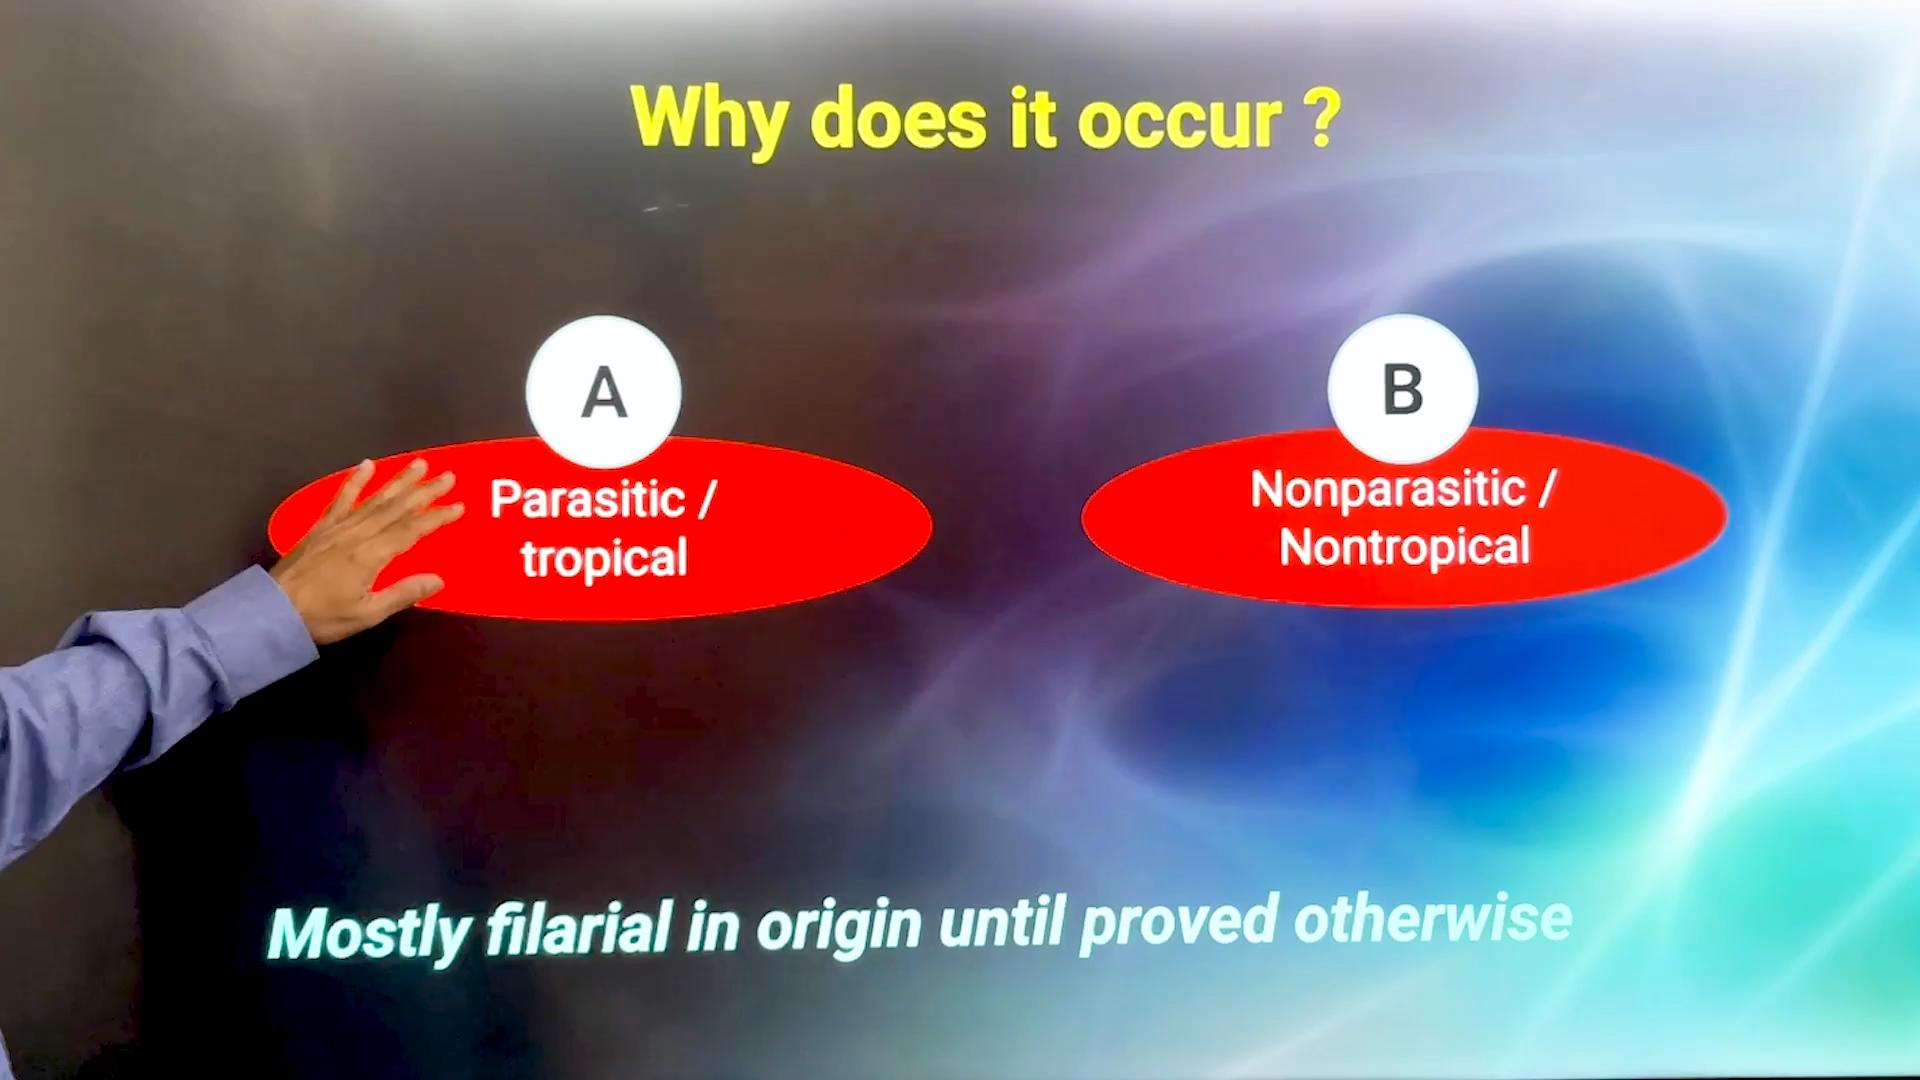 Why does it occur ?
A
Parasitic /
tropical
B
Nonparasitic /
Nontropical
Mostly filarial in origin until proved otherwise